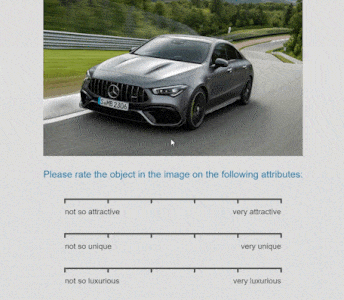 Please rate the object in the image on the following attributes.
not so attractive very attractive
not so unique very unique
not so luxurious very luxurious